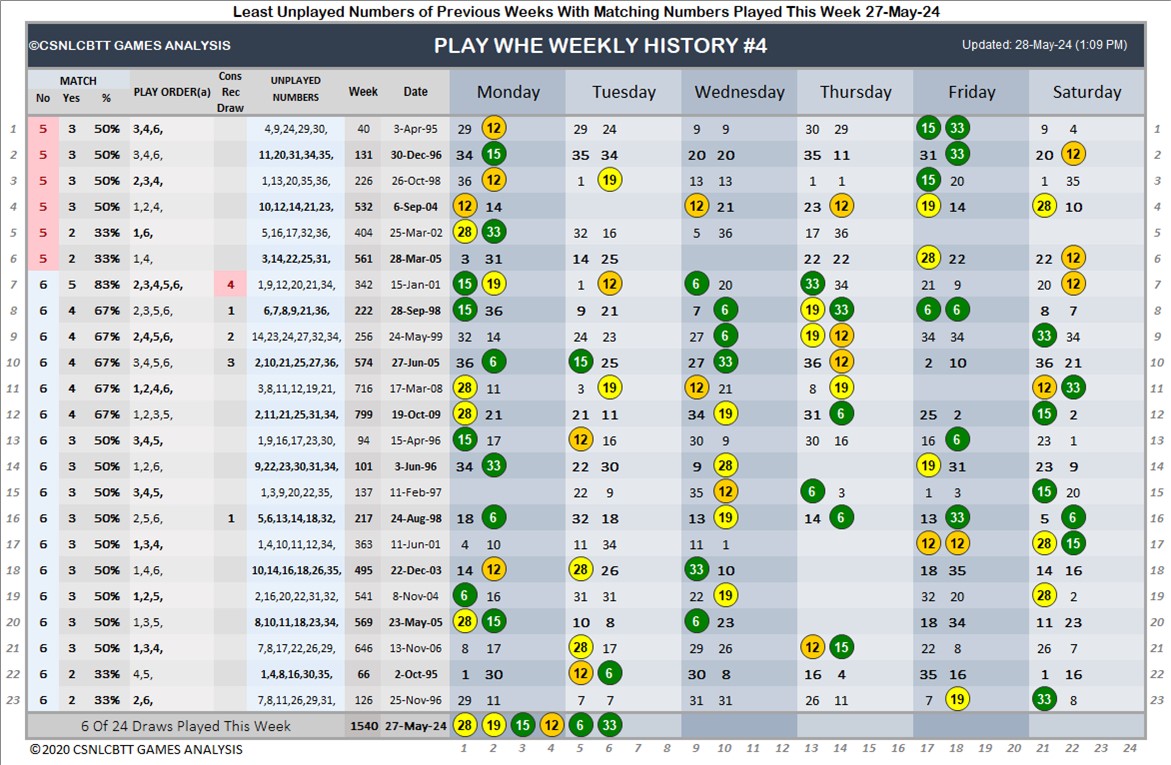 Least Unplayed Numbers of Previous Weeks With Matching Numbers Played This Week 27-May-24
©CSNLCBTT GAMES ANALYSIS PLAY WHE WEEKLY HISTORY #4 Updated: 28-May-24 (1:09 PM)
MATCH
No Yes %
PLAY ORDER(a)
Cons
Rec
Draw
UNPLAYED
NUMBERS
Week Date Monday Tuesday Wednesday Thursday Friday Saturday
1 5 3 50% 3,4,6, 4,9,24,29,30, 40 3-Apr-95 29 12 29 24 9 9 30 29 15 33 9 4 1
2 5 3 50% 3,4,6, 11,20,31,34,35, 131 30-Dec-96 34 15 35 34 20 20 35 11 31 33 20 12 2
3 5 3 50% 2,3,4, 1,13,20,35,36, 226 26-Oct-98 36 12 1 19 13 13 1 1 15 20 1 35 3
4 5 3 50% 1,2,4, 10,12,14,21,23, 532 6-Sep-04 12 14 12 21 23 12 19 14 28 10 4
5 5 2 33% 1,6, 5,16,17,32,36, 404 25-Mar-02 28 33 32 16 5 36 17 36 5
6 5 2 33% 1,4, 3,14,22,25,31, 561 28-Mar-05 3 31 14 25 22 22 28 22 22 12 6
7 6 5 83% 2,3,4,5,6, 4 1,9,12,20,21,34, 342 15-Jan-01 15 19 1 12 6 20 33 34 21 9 20 12 7
8 6 4 67% 2,3,5,6, 1 6,7,8,9,21,36, 222 28-Sep-98 15 36 9 21 7 6 19 33 6 6 8 7 8
9 6 4 67% 2,4,5,6, 2 14,23,24,27,32,34, 256 24-May-99 32 14 24 23 27 6 19 12 34 34 33 34 9
10 6 4 67% 3,4,5,6, 3 2,10,21,25,27,36, 574 27-Jun-05 36 6 15 25 27 33 36 12 2 10 36 21 10
11 6 4 67% 1,2,4,6, 3,8,11,12,19,21, 716 17-Mar-08 28 11 3 19 12 21 8 19 12 33 11
12 6 4 67% 1,2,3,5, 2,11,21,25,31,34, 799 19-Oct-09 28 21 21 11 34 19 31 6 25 2 15 2 12
13 6 3 50% 3,4,5, 1,9,16,17,23,30, 94 15-Apr-96 15 17 12 16 30 9 30 16 16 6 23 1 13
14 6 3 50% 1,2,6, 9,22,23,30,31,34, 101 3-Jun-96 34 33 22 30 9 28 19 31 23 9 14
15 6 3 50% 3,4,5, 1,3,9,20,22,35, 137 11-Feb-97 22 9 35 12 6 3 1 3 15 20 15
16 6 3 50% 2,5,6, 1 5,6,13,14,18,32, 217 24-Aug-98 18 6 32 18 13 19 14 6 13 33 5 6 16
17 6 3 50% 1,3,4, 1,4,10,11,12,34, 363 11-Jun-01 4 10 11 34 11 1 12 12 28 15 17
18 6 3 50% 1,4,6, 10,14,16,18,26,35, 495 22-Dec-03 14 12 28 26 33 10 18 35 14 16 18
19 6 3 50% 1,2,5, 2,16,20,22,31,32, 541 8-Nov-04 6 16 31 31 22 19 32 20 28 2 19
20 6 3 50% 1,3,5, 8,10,11,18,23,34, 569 23-May-05 28 15 10 8 6 23 18 34 11 23 20
21 6 3 50% 1,3,4, 7,8,17,22,26,29, 646 13-Nov-06 8 17 28 17 29 26 12 15 22 8 26 7 21
22 6 2 33% 4,5, 1,4,8,16,30,35, 66 2-Oct-95 1 30 12 6 30 8 16 4 35 16 1 16 22
23 6 2 33% 2,6, 7,8,11,26,29,31, 126 25-Nov-96 29 11 7 7 31 31 26 11 7 19 33 8 23
6 Of 24 Draws Played This Week 1540 27-May-24 28 19 15 12 6 33
©2020 CSNLCBTT GAMES ANALYSIS 1 2 3 4 5 6 7 8 9 10 11 12 13 14 15 16 17 18 19 20 21 22 23 24